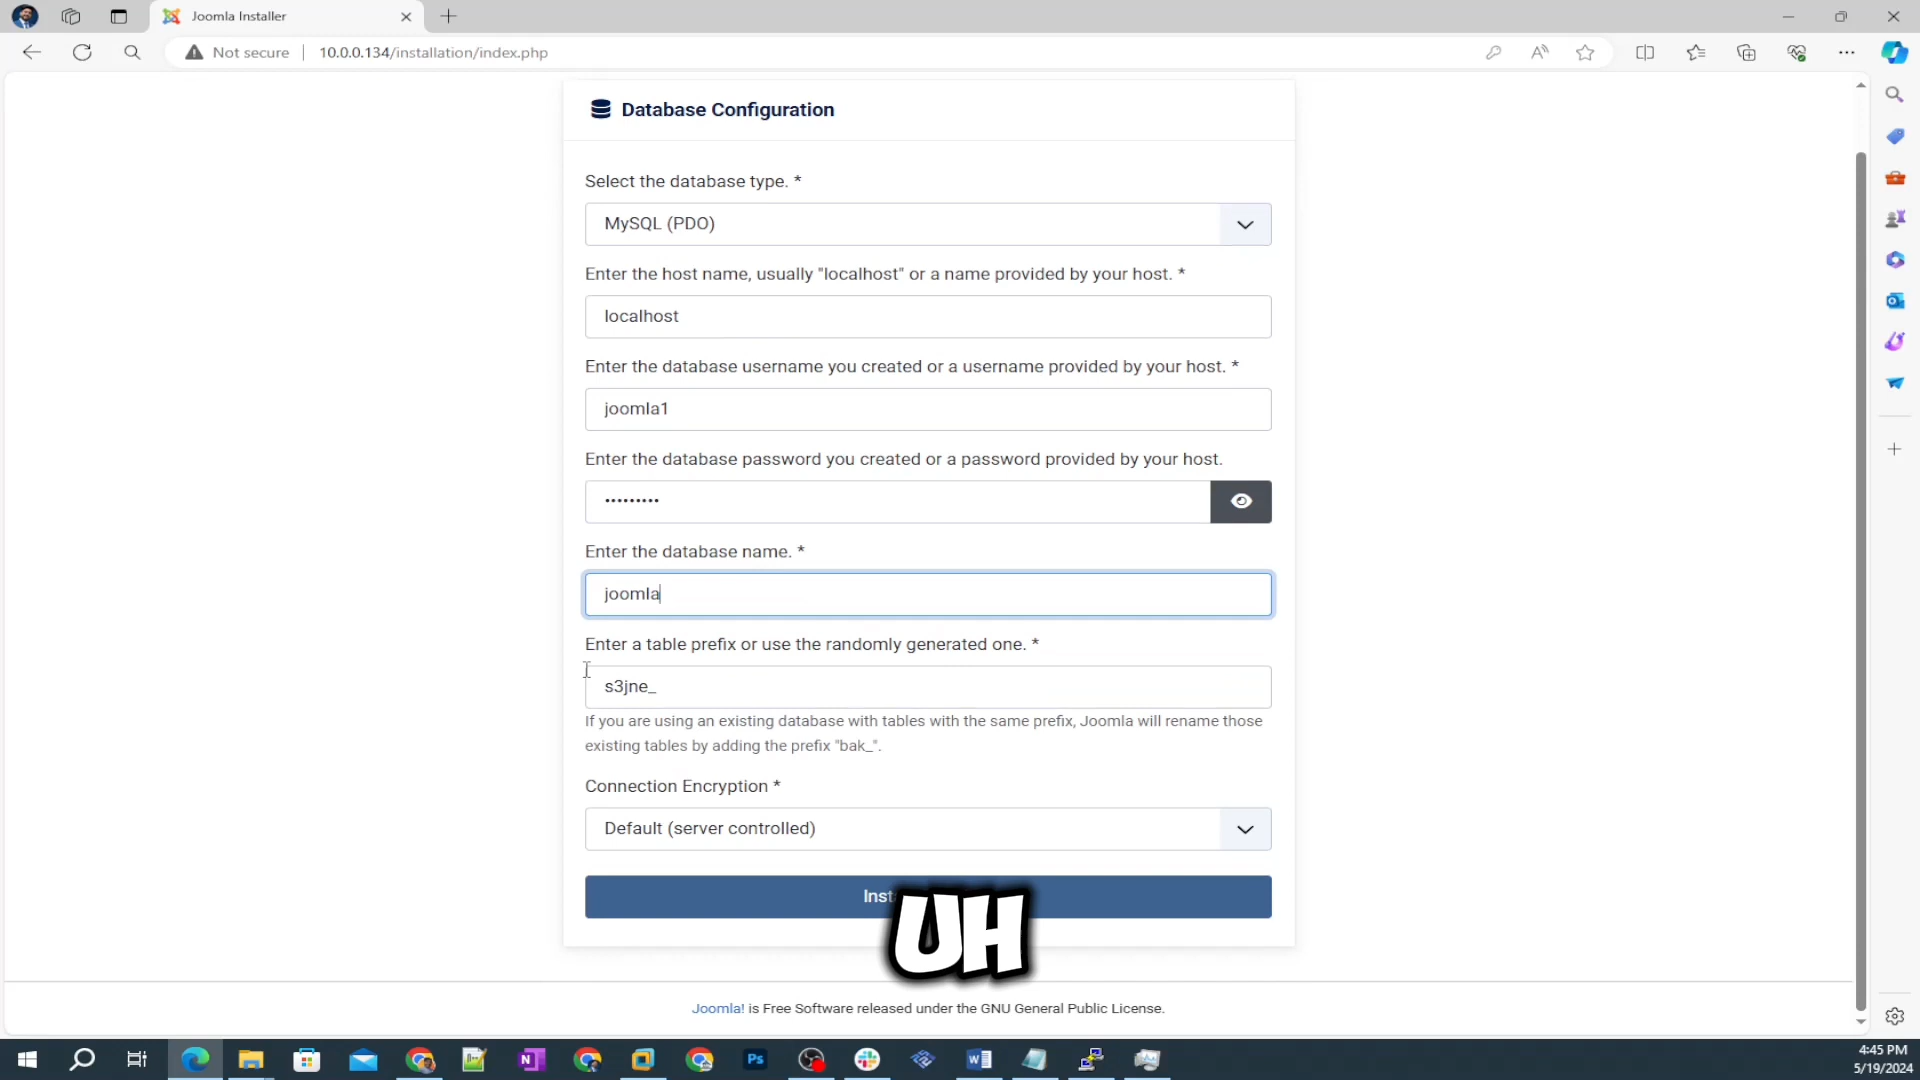 Joomla Installer
Not secure
10.0.0.134/installation/index.php
Database Configuration
Select the database type. *
MySQL (PDO)
Enter the host name, usually "localhost" or a name provided by your host. *
localhost
Enter the database username you created or a username provided by your host. *
joomla1
Enter the database password you created or a password provided by your host.
•••••••••
Enter the database name. *
joomla
Enter a table prefix or use the randomly generated one. *
s3jne_
If you are using an existing database with tables with the same prefix, Joomla will rename those
existing tables by adding the prefix "bak_".
Connection Encryption *
Default (server controlled)
UH
Joomla! is Free Software released under the GNU General Public License.
4:45 PM
5/19/2024